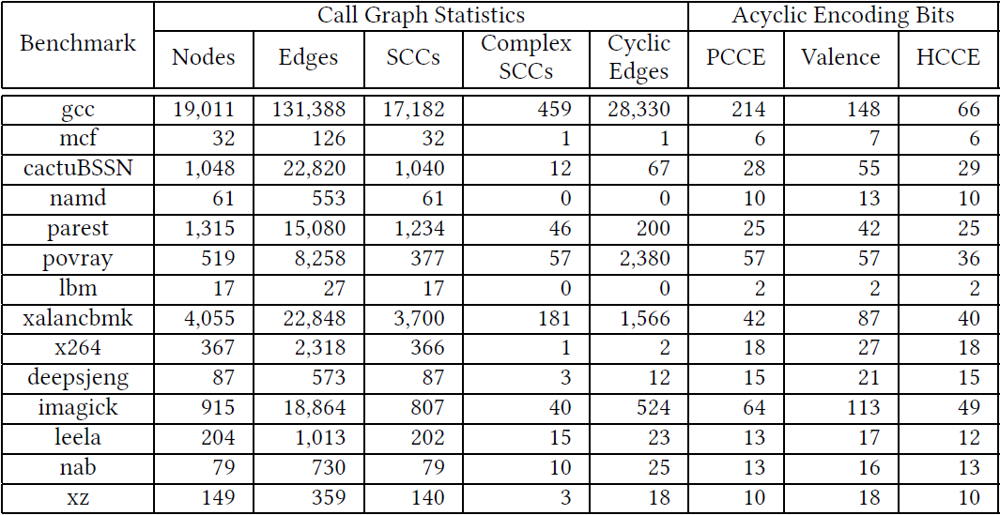 Benchmark Call Graph Statistics Acyclic Encoding Bits
Nodes Edges SCCs Complex SCCs Cyclic Edges PCCE Valence HCCE
gcc 19,011 131,388 17,182 459 28,330 214 148 66
mcf 32 126 32 1 1 6 7 6
cactuBSSN 1,048 22,820 1,040 12 67 28 55 29
namd 61 553 61 0 0 10 13 10
parest 1,315 15,080 1,234 46 200 25 42 25
povray 519 8,258 377 57 2,380 57 57 36
lbm 17 27 17 0 0 2 2 2
xalancbmk 4,055 22,848 3,700 181 1,566 42 87 40
x264 367 2,318 366 1 2 18 27 18
deepsjeng 87 573 87 3 12 15 21 15
imagick 915 18,864 807 40 524 64 113 49
leela 204 1,013 202 15 23 13 17 12
nab 79 730 79 10 25 13 16 13
xz 149 359 140 3 18 10 18 10